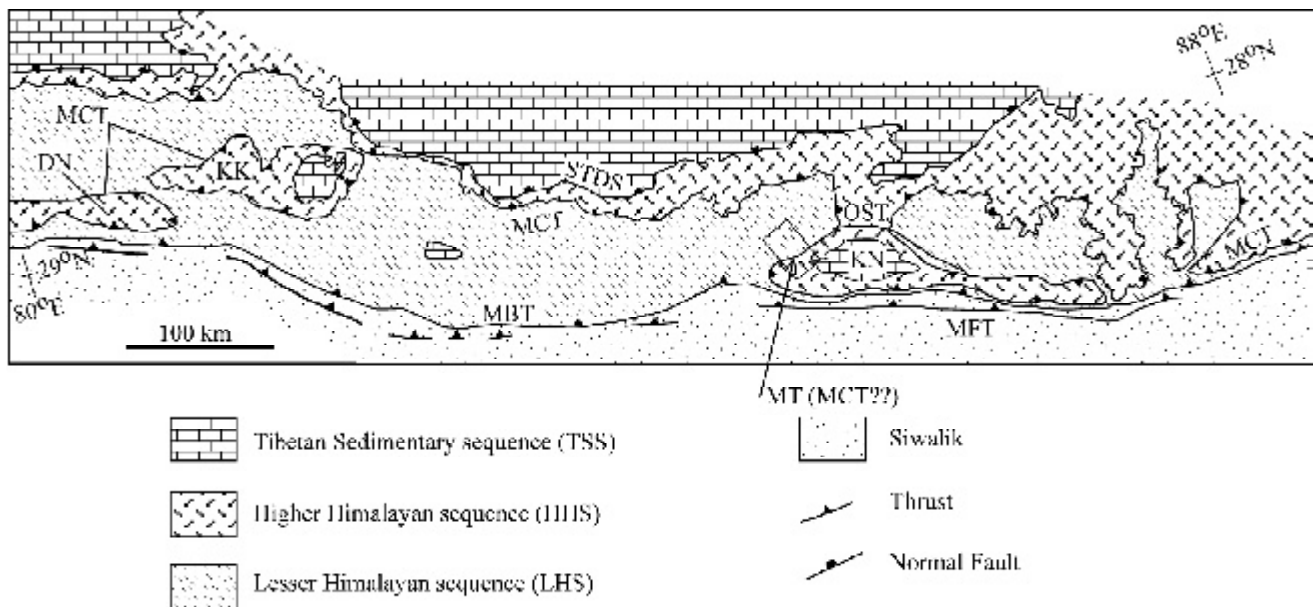 88°E
28°N
MCT
DN
KK
STDS
MCT
OST
KN
MCT
29°N
80°E
MBT
MFT
100 km
MT (MCT??)
Tibetan Sedimentary sequence (TSS)
Siwalik
Higher Himalayan sequence (HHS)
Thrust
Lesser Himalayan sequence (LHS)
Normal Fault